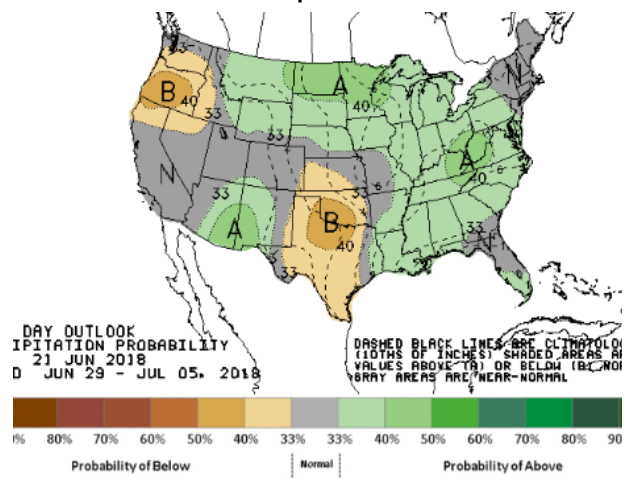 B 40
33
A
40
N
33
N
33
33
A
40
6
A
B
40
33
33
N
DAY OUTLOOK
IPITATION PROBABILITY
21 JUN 2018
D JUN 29 - JUL 05, 2018
DASHED BLACK LINES ARE CLIMATOLOG
(10THS OF INCHES) SHADED AREAS A
VALUES ABOVE (A) OR BELOW (B) NOR
GRAY AREAS ARE NEAR-NORMAL
% 80% 70% 60% 50% 40% 33% 33% 40% 50% 60% 70% 80% 90
Probability of Below Normal Probability of Above